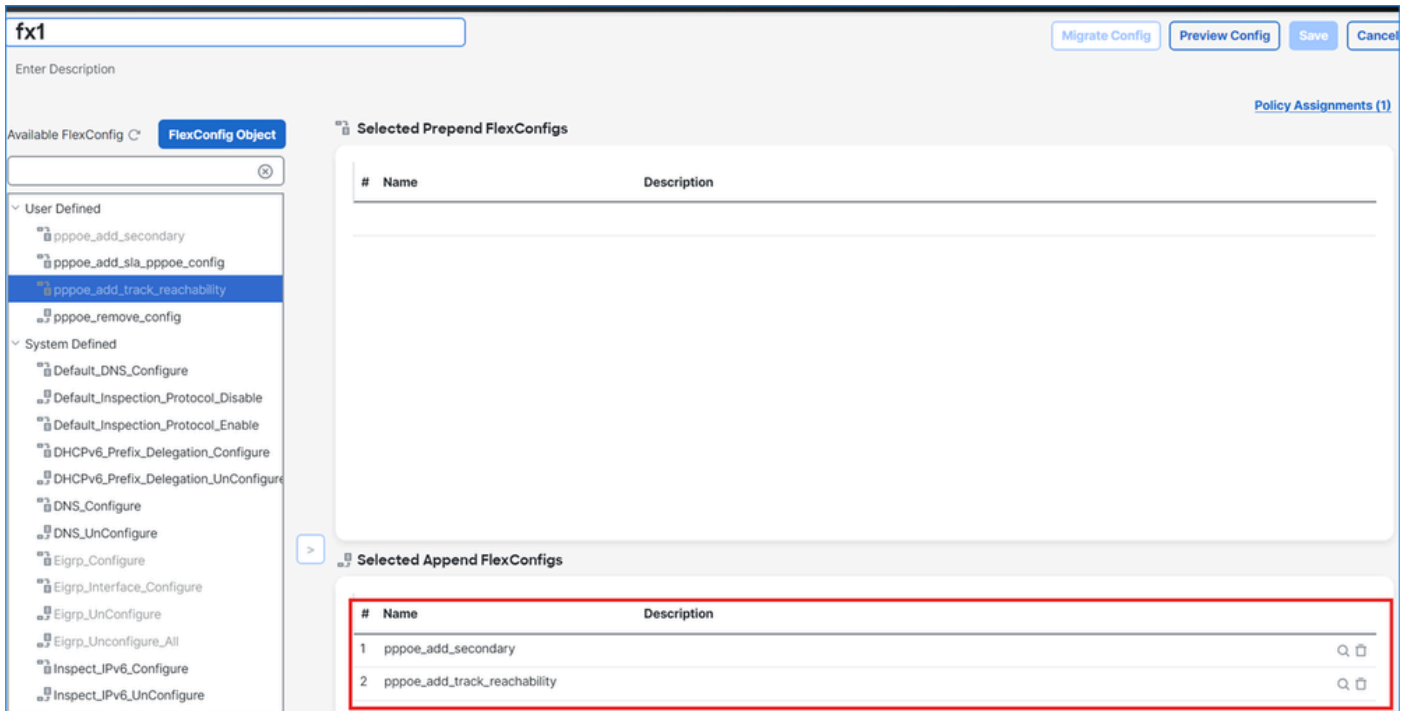 fx1
Migrate Config Preview Config Save Cancel
Enter Description
Policy Assignments (1)
Available FlexConfig FlexConfig Object
User Defined
pppoe_add_secondary
pppoe_add_sla_pppoe_config
pppoe_add_track_reachability
pppoe_remove_config
System Defined
Default_DNS_Configure
Default_Inspection_Protocol_Disable
Default_Inspection_Protocol_Enable
DHCPv6_Prefix_Delegation_Configure
DHCPv6_Prefix_Delegation_UnConfigure
DNS_Configure
DNS_UnConfigure
Eigrp_Configure
Eigrp_Interface_Configure
Eigrp_UnConfigure
Eigrp_Unconfigure_All
Inspect_IPv6_Configure
Inspect_IPv6_UnConfigure
>
Selected Prepend FlexConfigs
# Name Description
Selected Append FlexConfigs
# Name Description
1 pppoe_add_secondary
2 pppoe_add_track_reachability